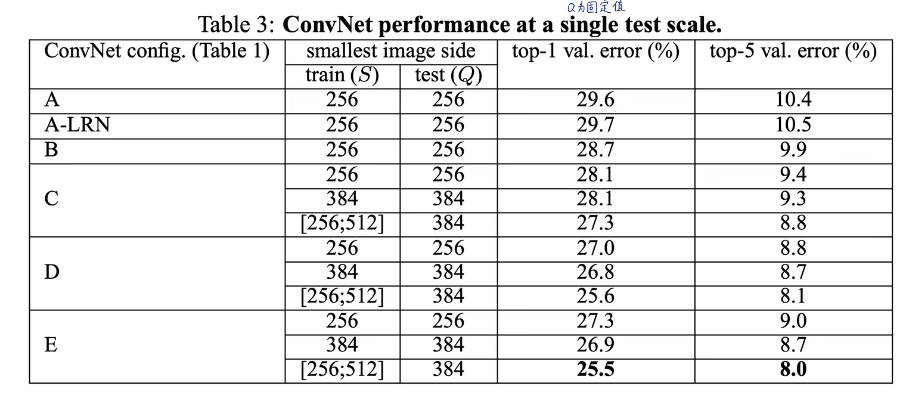 Q为固定值
Table 3: ConvNet performance at a single test scale.
ConvNet config. (Table 1) smallest image side top-1 val. error (%) top-5 val. error (%)
train (S) test (Q)
A 256 256 29.6 10.4
A-LRN 256 256 29.7 10.5
B 256 256 28.7 9.9
C 256 256 28.1 9.4
384 384 28.1 9.3
[256;512] 384 27.3 8.8
D 256 256 27.0 8.8
384 384 26.8 8.7
[256;512] 384 25.6 8.1
E 256 256 27.3 9.0
384 384 26.9 8.7
[256;512] 384 25.5 8.0